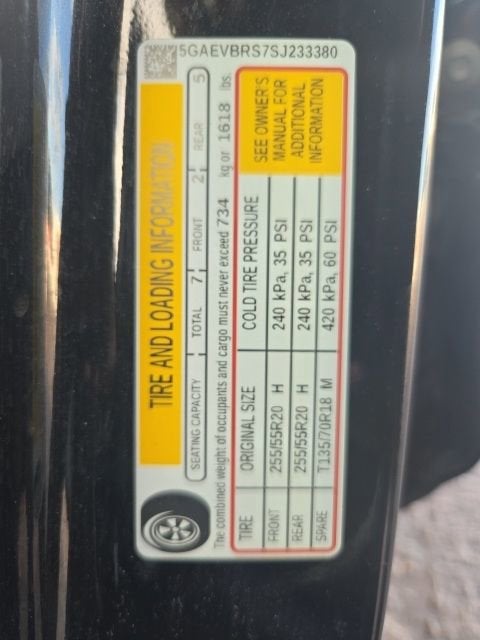 5GAEVBRS7SJ233380
TIRE AND LOADING INFORMATION
SEATING CAPACITY TOTAL 7 FRONT 2 REAR 5
The combined weight of occupants and cargo must never exceed 734 kg or 1618 lbs.
TIRE ORIGINAL SIZE COLD TIRE PRESSURE
FRONT 255/55R20 H 240 kPa, 35 PSI
REAR 255/55R20 H 240 kPa, 35 PSI
SPARE T135/70R18 M 420 kPa, 60 PSI
SEE OWNER'S
MANUAL FOR
ADDITIONAL
INFORMATION